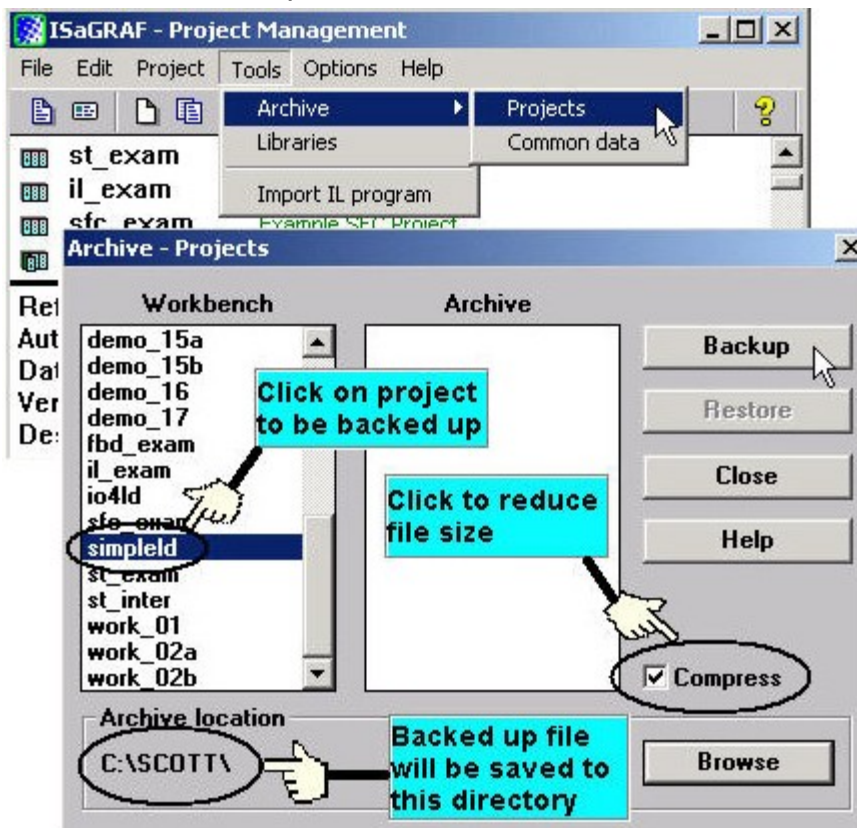 ISaGRAF - Project Management
File Edit Project Tools Options Help
Archive
Projects
Libraries
Common data
Import IL program
st_exam
il_exam
sfc_exam Example SFC Project
Archive - Projects
Workbench
Archive
demo_15a
demo_15b
demo_16
demo_17
fbd_exam
il_exam
io4ld
sfc_exam
simpleld
st_exam
st_inter
work_01
work_02a
work_02b
Backup
Restore
Close
Help
Compress
Click on project
to be backed up
Click to reduce
file size
Archive location
C:\SCOTT\
Backed up file
will be saved to
this directory
Browse